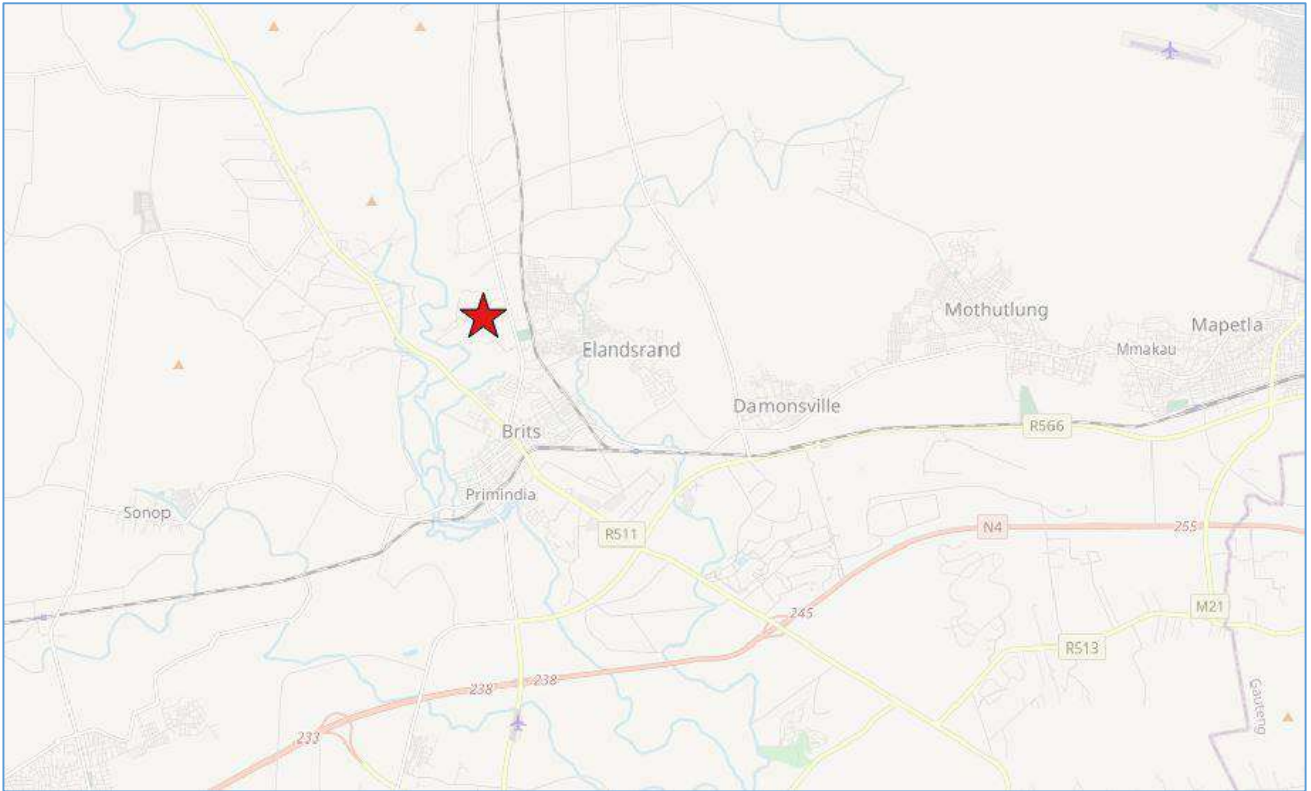 Mothutlung
Mapetla
Mmakau
Elandsrand
Damonsville
R566
Brits
Primindia
Sonop
R511
N4
255
245
M21
R513
238
238
233
Gauteng